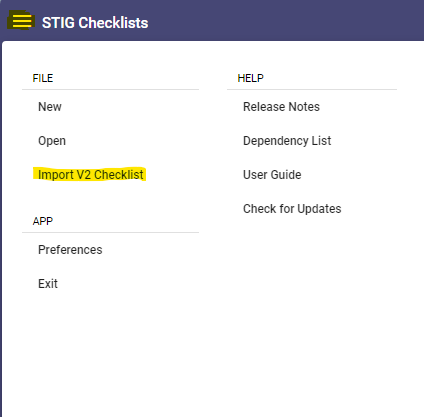 STIG Checklists
FILE
New
Open
Import V2 Checklist
APP
Preferences
Exit
HELP
Release Notes
Dependency List
User Guide
Check for Updates